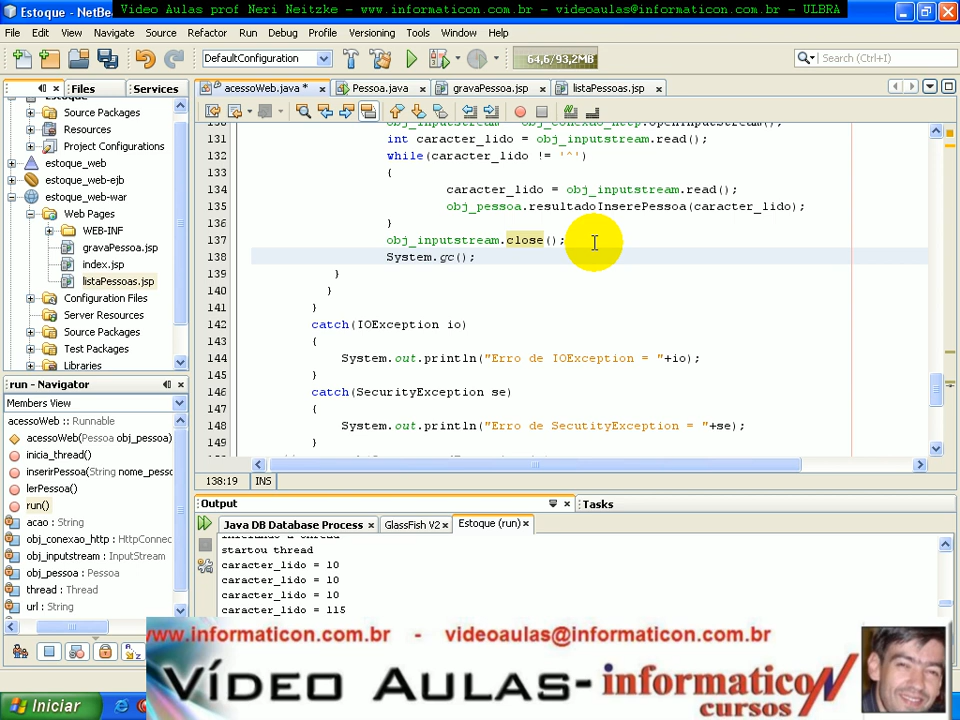 Estoque - NetBe
Video Aulas prof Neri Neitzke - www.informaticon.com.br - videoaulas@informaticon.com.br - ULBRA
File Edit View Navigate Source Refactor Run Debug Profile Versioning Tools Window Help
DefaultConfiguration
64,6/93,2MB
Search (Ctrl+I)
Files
Services
acessoWeb.java *
Pessoa.java
gravaPessoa.jsp
listaPessoas.jsp
Estoque
Source Packages
Resources
Project Configurations
estoque_web
estoque_web-ejb
estoque_web-war
Web Pages
WEB-INF
gravaPessoa.jsp
index.jsp
listaPessoas.jsp
Configuration Files
Server Resources
Source Packages
Test Packages
Libraries
130 obj_inputstream = obj_conexao_http.openInputStream();
131 int caracter_lido = obj_inputstream.read();
132 while(caracter_lido != '^')
133 {
134 caracter_lido = obj_inputstream.read();
135 obj_pessoa.resultadoInserePessoa(caracter_lido);
136 }
137 obj_inputstream.close();
138 System.gc();
139 }
140 }
141 }
142 catch(IOException io)
143 {
144 System.out.println("Erro de IOException = "+io);
145 }
146 catch(SecurityException se)
147 {
148 System.out.println("Erro de SecutityException = "+se);
149 }
138:19 INS
run - Navigator
Members View
acessoWeb :: Runnable
acessoWeb(Pessoa obj_pessoa)
inicia_thread()
inserirPessoa(String nome_pesso
lerPessoa()
run()
acao : String
obj_conexao_http : HttpConnec
obj_inputstream : InputStream
obj_pessoa : Pessoa
thread : Thread
url : String
Output
Tasks
Java DB Database Process
GlassFish V2
Estoque (run)
startou thread
caracter_lido = 10
caracter_lido = 10
caracter_lido = 10
caracter_lido = 115
www.informaticon.com.br - videoaulas@informaticon.com.br
VÍDEO AULAS-informaticoN
cursos
Iniciar